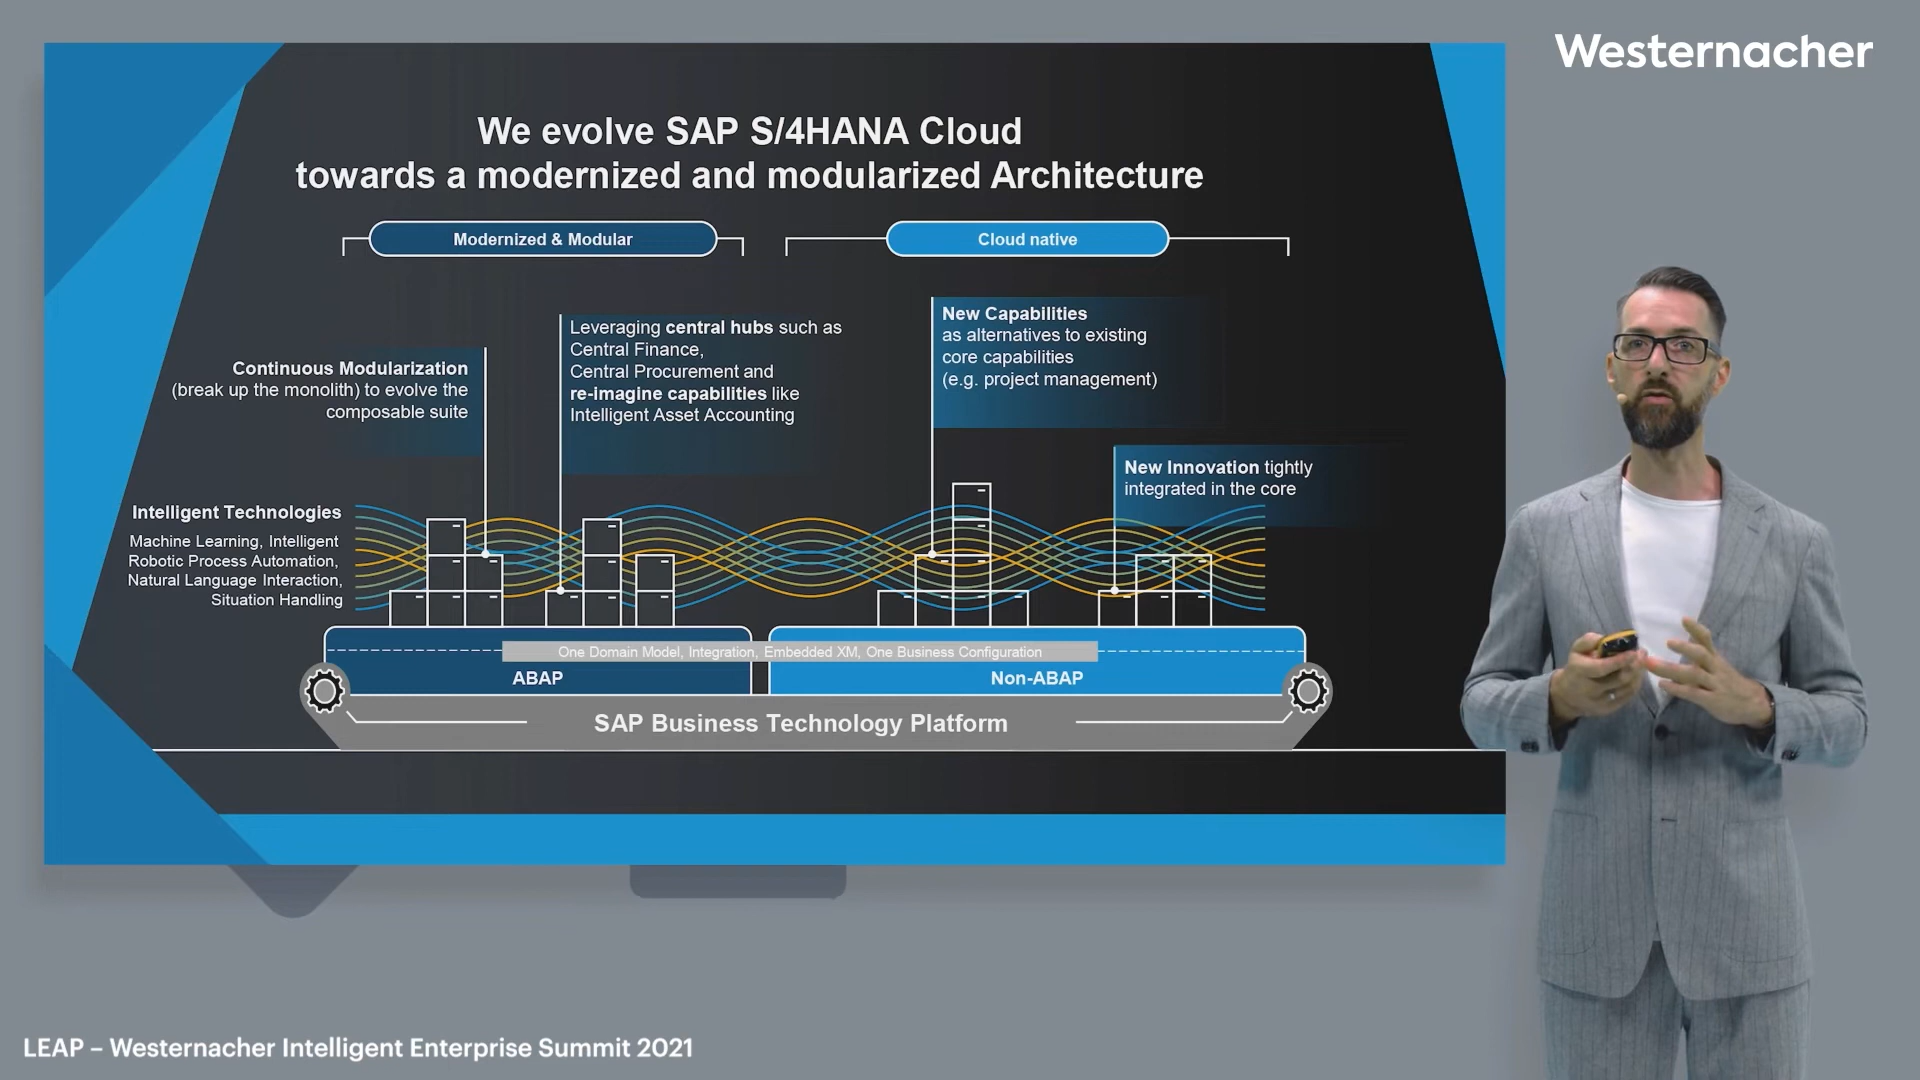 Westernacher
We evolve SAP S/4HANA Cloud
towards a modernized and modularized Architecture
Modernized & Modular
Cloud native
Continuous Modularization
(break up the monolith) to evolve the
composable suite
Leveraging central hubs such as
Central Finance,
Central Procurement and
re-imagine capabilities like
Intelligent Asset Accounting
New Capabilities
as alternatives to existing
core capabilities
(e.g. project management)
New Innovation tightly
integrated in the core
Intelligent Technologies
Machine Learning, Intelligent
Robotic Process Automation,
Natural Language Interaction,
Situation Handling
One Domain Model, Integration, Embedded XM, One Business Configuration
ABAP
Non-ABAP
SAP Business Technology Platform
LEAP – Westernacher Intelligent Enterprise Summit 2021